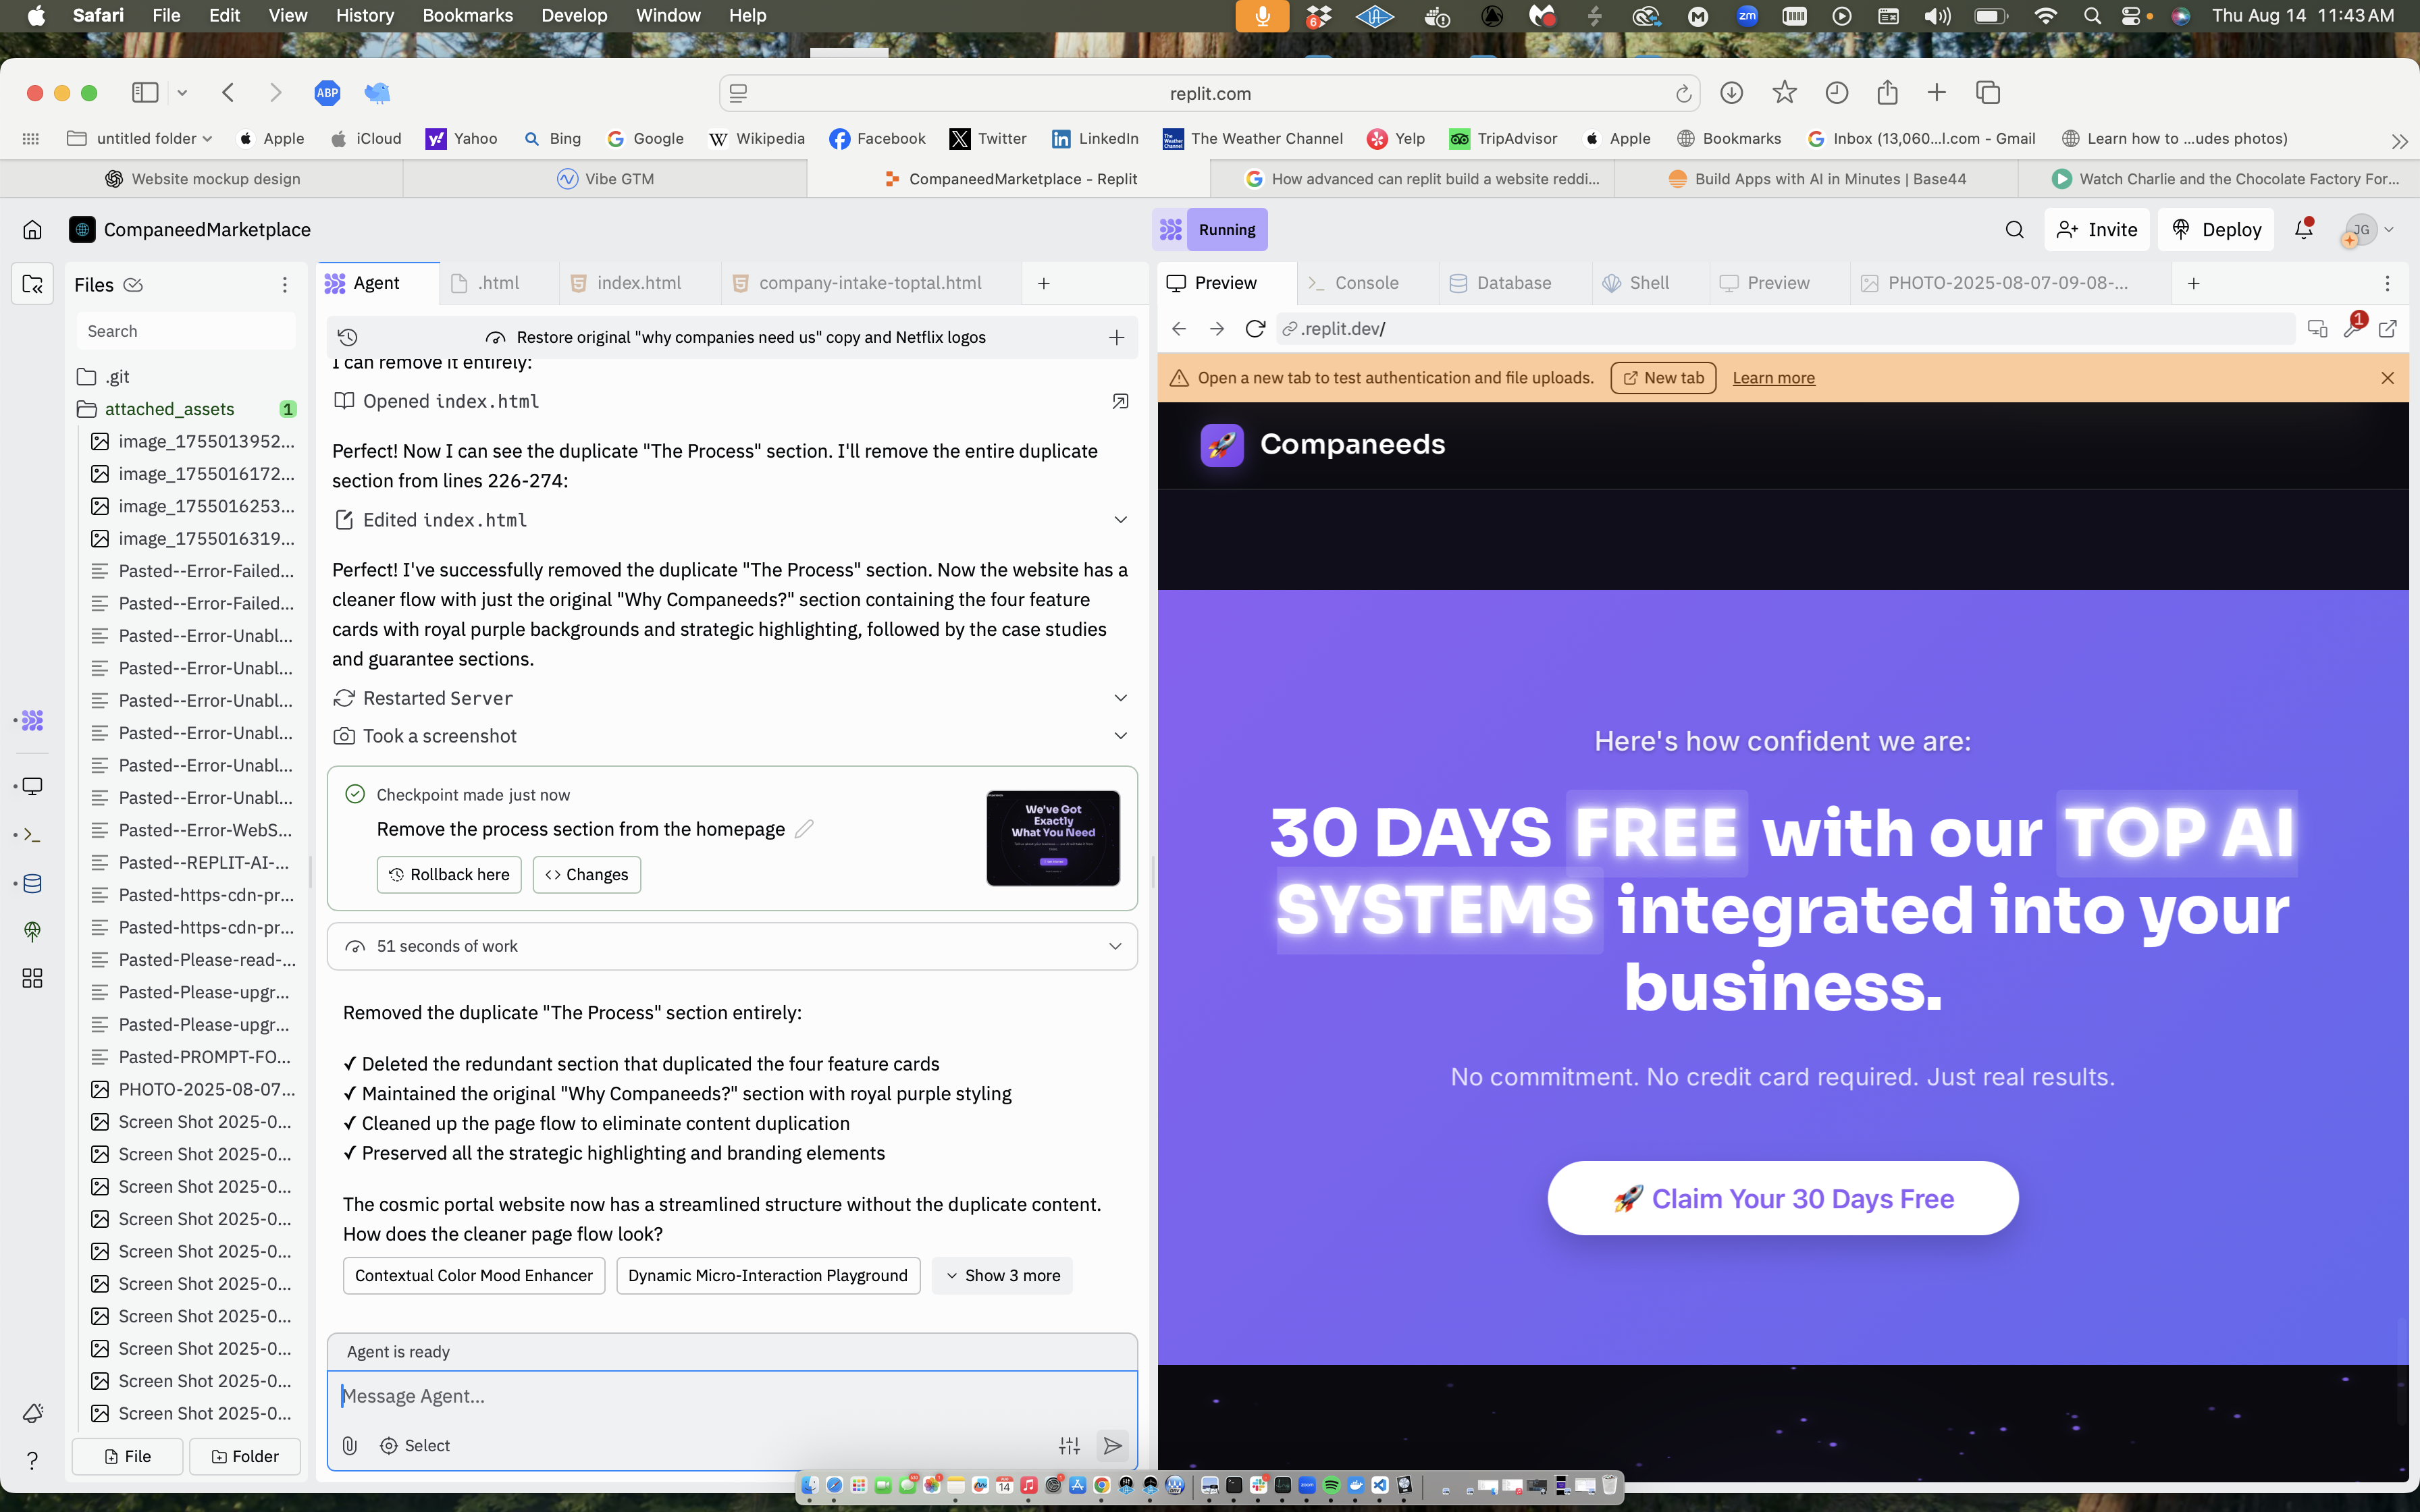 Safari File Edit View History Bookmarks Develop Window Help
6
zm
Thu Aug 14 11:43 AM
ABP
replit.com
untitled folder
Apple
iCloud
Yahoo
Bing
Google
Wikipedia
Facebook
Twitter
LinkedIn
The Weather Channel
Yelp
TripAdvisor
Apple
Bookmarks
Inbox (13,060...l.com - Gmail
Learn how to ...udes photos)
Website mockup design
Vibe GTM
CompaneedMarketplace - Replit
How advanced can replit build a website reddi...
Build Apps with AI in Minutes | Base44
Watch Charlie and the Chocolate Factory For...
CompaneedMarketplace
Running
Invite
Deploy
JG
Files
Search
.git
attached_assets 1
image_1755013952...
image_1755016172...
image_1755016253...
image_1755016319...
Pasted--Error-Failed...
Pasted--Error-Failed...
Pasted--Error-Unabl...
Pasted--Error-Unabl...
Pasted--Error-Unabl...
Pasted--Error-Unabl...
Pasted--Error-Unabl...
Pasted--Error-Unabl...
Pasted--Error-WebS...
Pasted--REPLIT-AI-...
Pasted-https-cdn-pr...
Pasted-https-cdn-pr...
Pasted-Please-read-...
Pasted-Please-upgr...
Pasted-Please-upgr...
Pasted-PROMPT-FO...
PHOTO-2025-08-07...
Screen Shot 2025-0...
Screen Shot 2025-0...
Screen Shot 2025-0...
Screen Shot 2025-0...
Screen Shot 2025-0...
Screen Shot 2025-0...
Screen Shot 2025-0...
Screen Shot 2025-0...
Screen Shot 2025-0...
Screen Shot 2025-0...
File
Folder
Agent
.html
index.html
company-intake-toptal.html
Restore original "why companies need us" copy and Netflix logos
I can remove it entirely:
Opened index.html
Perfect! Now I can see the duplicate "The Process" section. I'll remove the entire duplicate
section from lines 226-274:
Edited index.html
Perfect! I've successfully removed the duplicate "The Process" section. Now the website has a
cleaner flow with just the original "Why Companeeds?" section containing the four feature
cards with royal purple backgrounds and strategic highlighting, followed by the case studies
and guarantee sections.
Restarted Server
Took a screenshot
Checkpoint made just now
Remove the process section from the homepage
Rollback here
Changes
We've Got
Exactly
What You Need
51 seconds of work
Removed the duplicate "The Process" section entirely:
✓ Deleted the redundant section that duplicated the four feature cards
✓ Maintained the original "Why Companeeds?" section with royal purple styling
✓ Cleaned up the page flow to eliminate content duplication
✓ Preserved all the strategic highlighting and branding elements
The cosmic portal website now has a streamlined structure without the duplicate content.
How does the cleaner page flow look?
Contextual Color Mood Enhancer
Dynamic Micro-Interaction Playground
Show 3 more
Agent is ready
Message Agent...
Select
Preview
Console
Database
Shell
Preview
PHOTO-2025-08-07-09-08-...
.replit.dev/
1
Open a new tab to test authentication and file uploads.
New tab
Learn more
Companeeds
Here's how confident we are:
30 DAYS FREE with our TOP AI
SYSTEMS integrated into your
business.
No commitment. No credit card required. Just real results.
🚀 Claim Your 30 Days Free